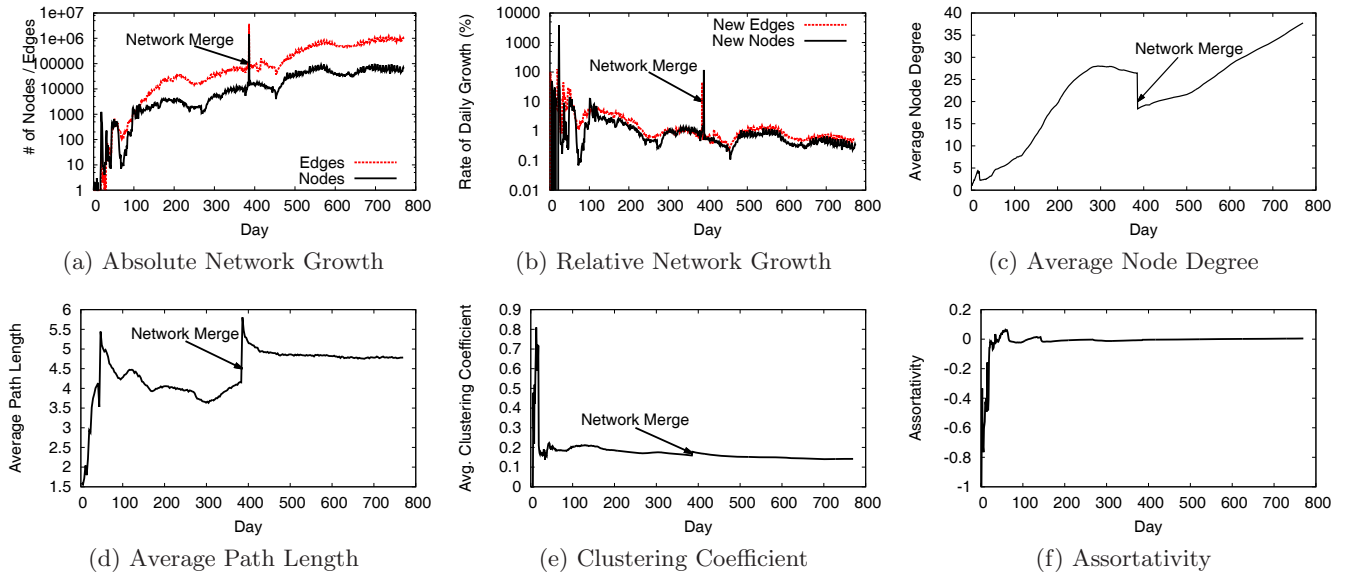 # of Nodes / Edges
1e+07
1e+06
100000
10000
1000
100
10
1
Network Merge
Edges
Nodes
0 100 200 300 400 500 600 700 800
Day
(a) Absolute Network Growth
Rate of Daily Growth (%)
10000
1000
100
10
1
0.1
0.01
New Edges
New Nodes
Network Merge
0 100 200 300 400 500 600 700 800
Day
(b) Relative Network Growth
Average Node Degree
40
35
30
25
20
15
10
5
0
Network Merge
0 100 200 300 400 500 600 700 800
Day
(c) Average Node Degree
Average Path Length
6
5.5
5
4.5
4
3.5
3
2.5
2
1.5
Network Merge
0 100 200 300 400 500 600 700 800
Day
(d) Average Path Length
Avg. Clustering Coefficient
0.9
0.8
0.7
0.6
0.5
0.4
0.3
0.2
0.1
0
Network Merge
0 100 200 300 400 500 600 700 800
Day
(e) Clustering Coefficient
Assortativity
0.2
0
-0.2
-0.4
-0.6
-0.8
-1
0 100 200 300 400 500 600 700 800
Day
(f) Assortativity